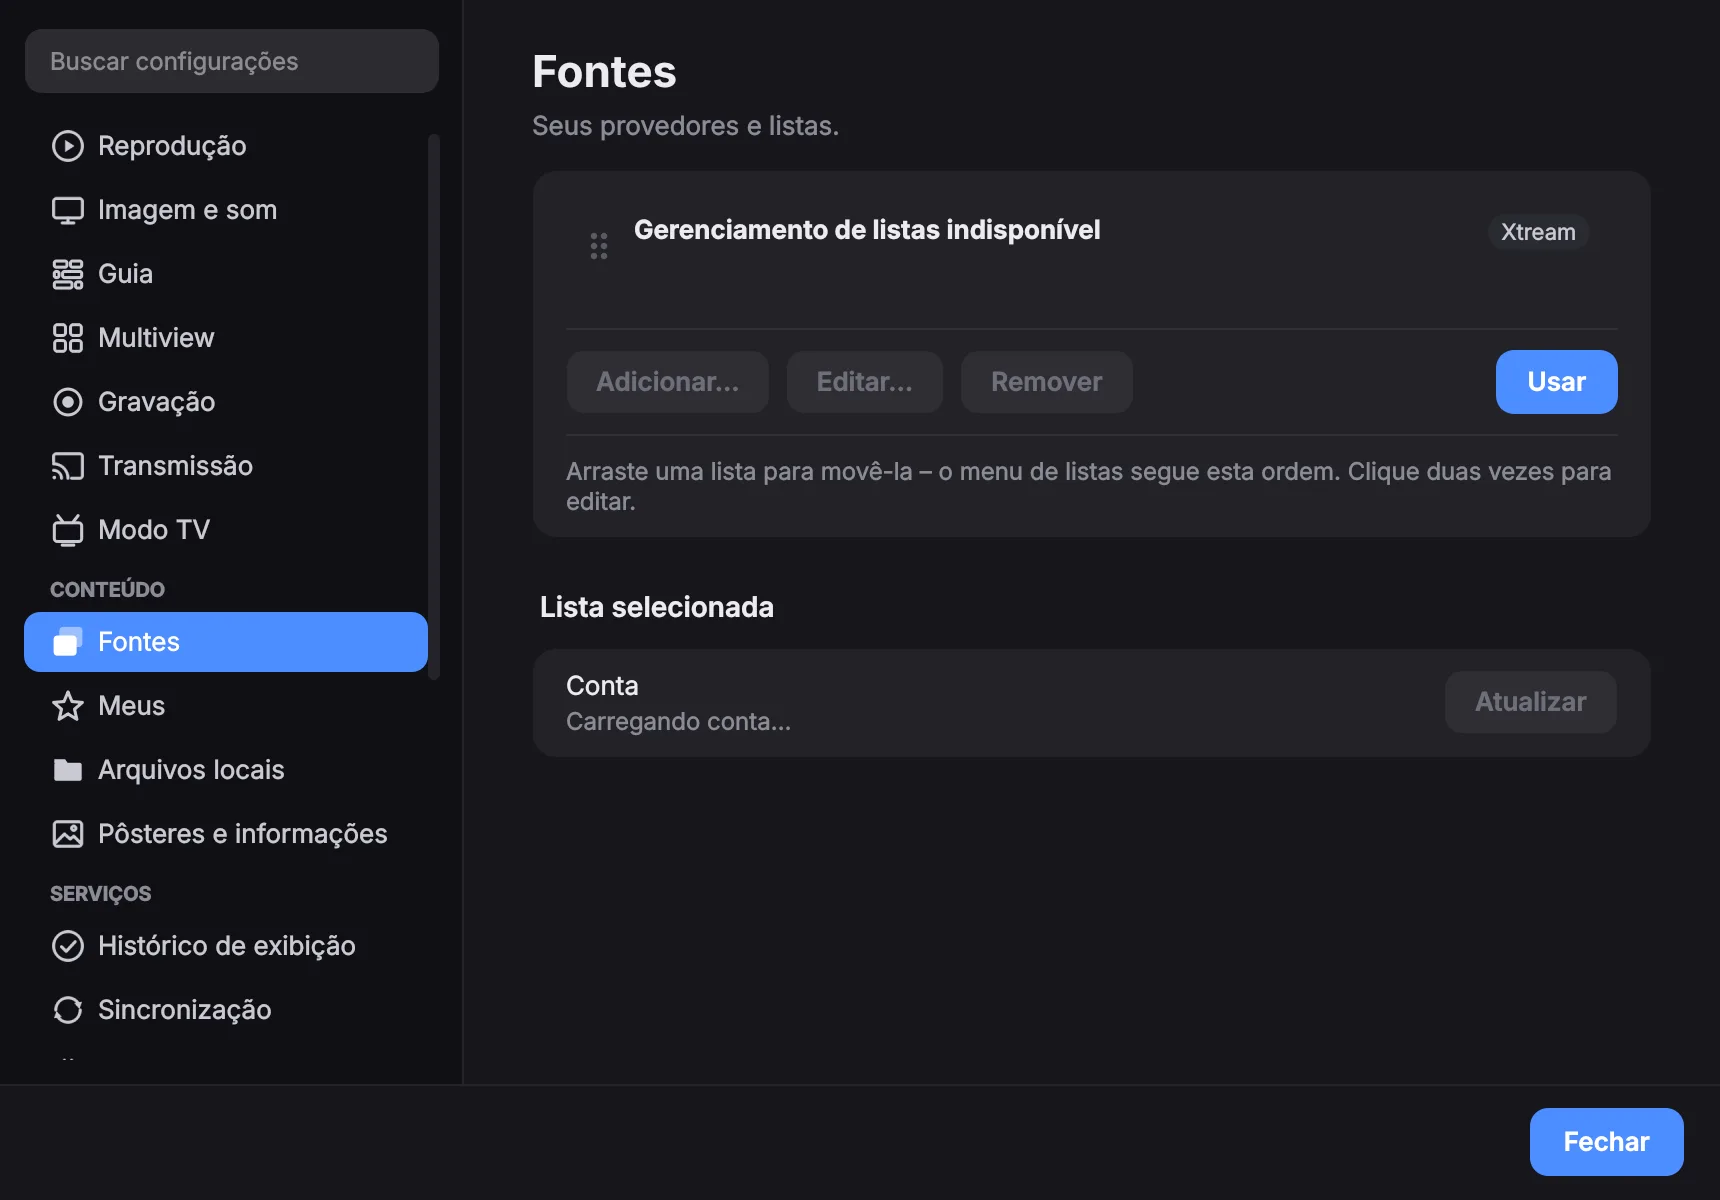 Buscar configurações
Reprodução
Imagem e som
Guia
Multiview
Gravação
Transmissão
Modo TV
CONTEÚDO
Fontes
Meus
Arquivos locais
Pôsteres e informações
SERVIÇOS
Histórico de exibição
Sincronização
Fontes
Seus provedores e listas.
Gerenciamento de listas indisponível
Xtream
Adicionar...
Editar...
Remover
Usar
Arraste uma lista para movê-la – o menu de listas segue esta ordem. Clique duas vezes para
editar.
Lista selecionada
Conta
Carregando conta...
Atualizar
Fechar